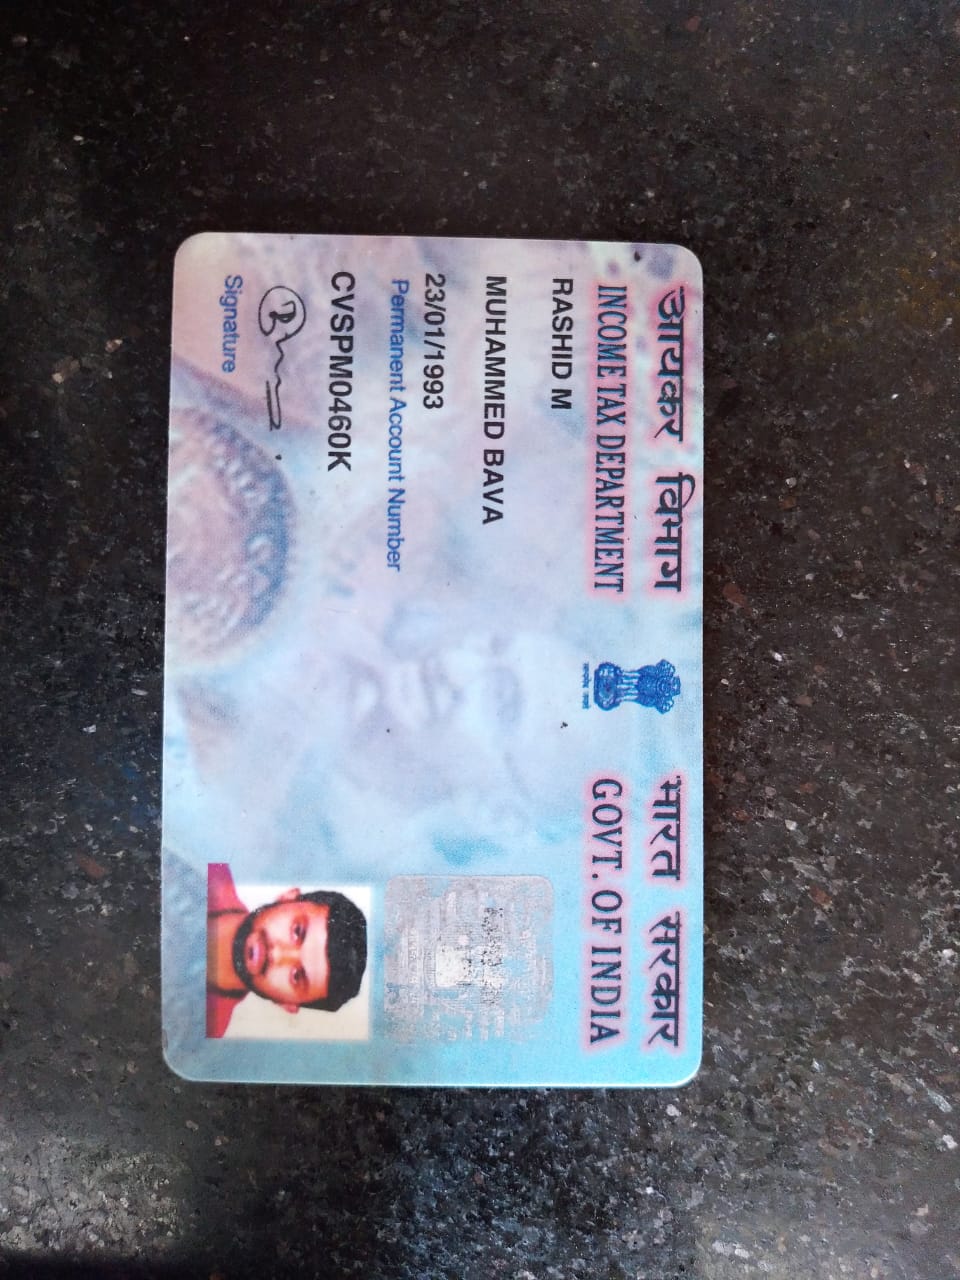 आयकर विभाग
INCOME TAX DEPARTMENT
भारत सरकार
GOVT. OF INDIA
RASHID M
MUHAMMED BAVA
23/01/1993
Permanent Account Number
CVSPM0460K
Signature